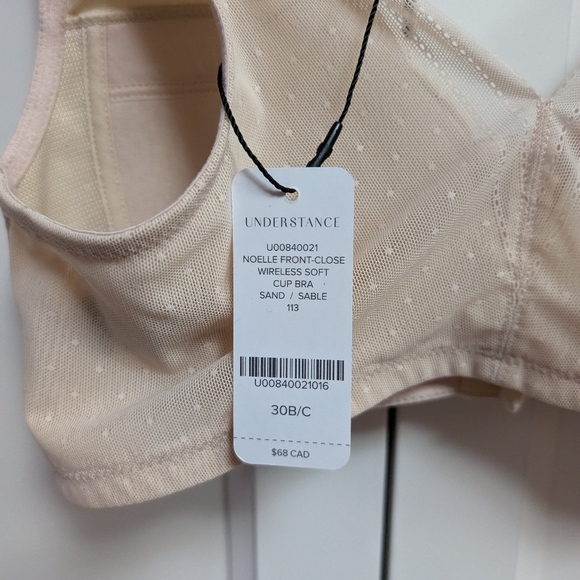 UNDERSTANCE
U00840021
NOELLE FRONT-CLOSE
WIRELESS SOFT
CUP BRA
SAND / SABLE
113
U00840021016
30B/C
$68 CAD